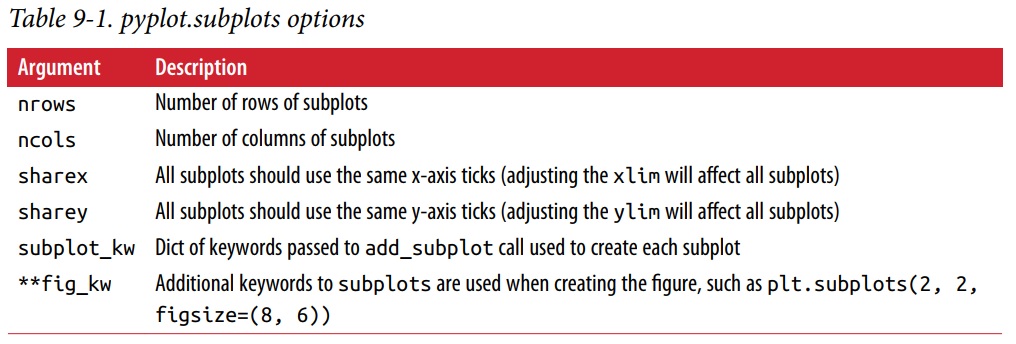 Table 9-1. pyplot.subplots options
Argument Description
nrows Number of rows of subplots
ncols Number of columns of subplots
sharex All subplots should use the same x-axis ticks (adjusting the xlim will affect all subplots)
sharey All subplots should use the same y-axis ticks (adjusting the ylim will affect all subplots)
subplot_kw Dict of keywords passed to add_subplot call used to create each subplot
**fig_kw Additional keywords to subplots are used when creating the figure, such as plt.subplots(2, 2,
figsize=(8, 6))